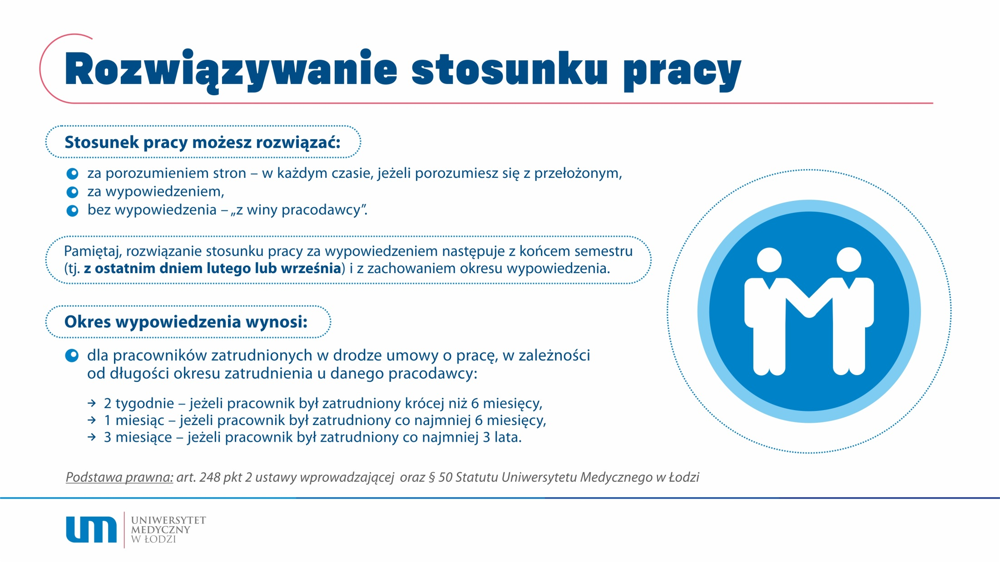 Rozwiązywanie stosunku pracy
Stosunek pracy możesz rozwiązać:
za porozumieniem stron – w każdym czasie, jeżeli porozumiesz się z przełożonym,
za wypowiedzeniem,
bez wypowiedzenia – „z winy pracodawcy”.
Pamiętaj, rozwiązanie stosunku pracy za wypowiedzeniem następuje z końcem semestru
(tj. z ostatnim dniem lutego lub września) i z zachowaniem okresu wypowiedzenia.
Okres wypowiedzenia wynosi:
dla pracowników zatrudnionych w drodze umowy o pracę, w zależności
od długości okresu zatrudnienia u danego pracodawcy:
→ 2 tygodnie – jeżeli pracownik był zatrudniony krócej niż 6 miesięcy,
→ 1 miesiąc – jeżeli pracownik był zatrudniony co najmniej 6 miesięcy,
→ 3 miesiące – jeżeli pracownik był zatrudniony co najmniej 3 lata.
Podstawa prawna: art. 248 pkt 2 ustawy wprowadzającej oraz § 50 Statutu Uniwersytetu Medycznego w Łodzi
um
UNIWERSYTET
MEDYCZNY
W ŁODZI